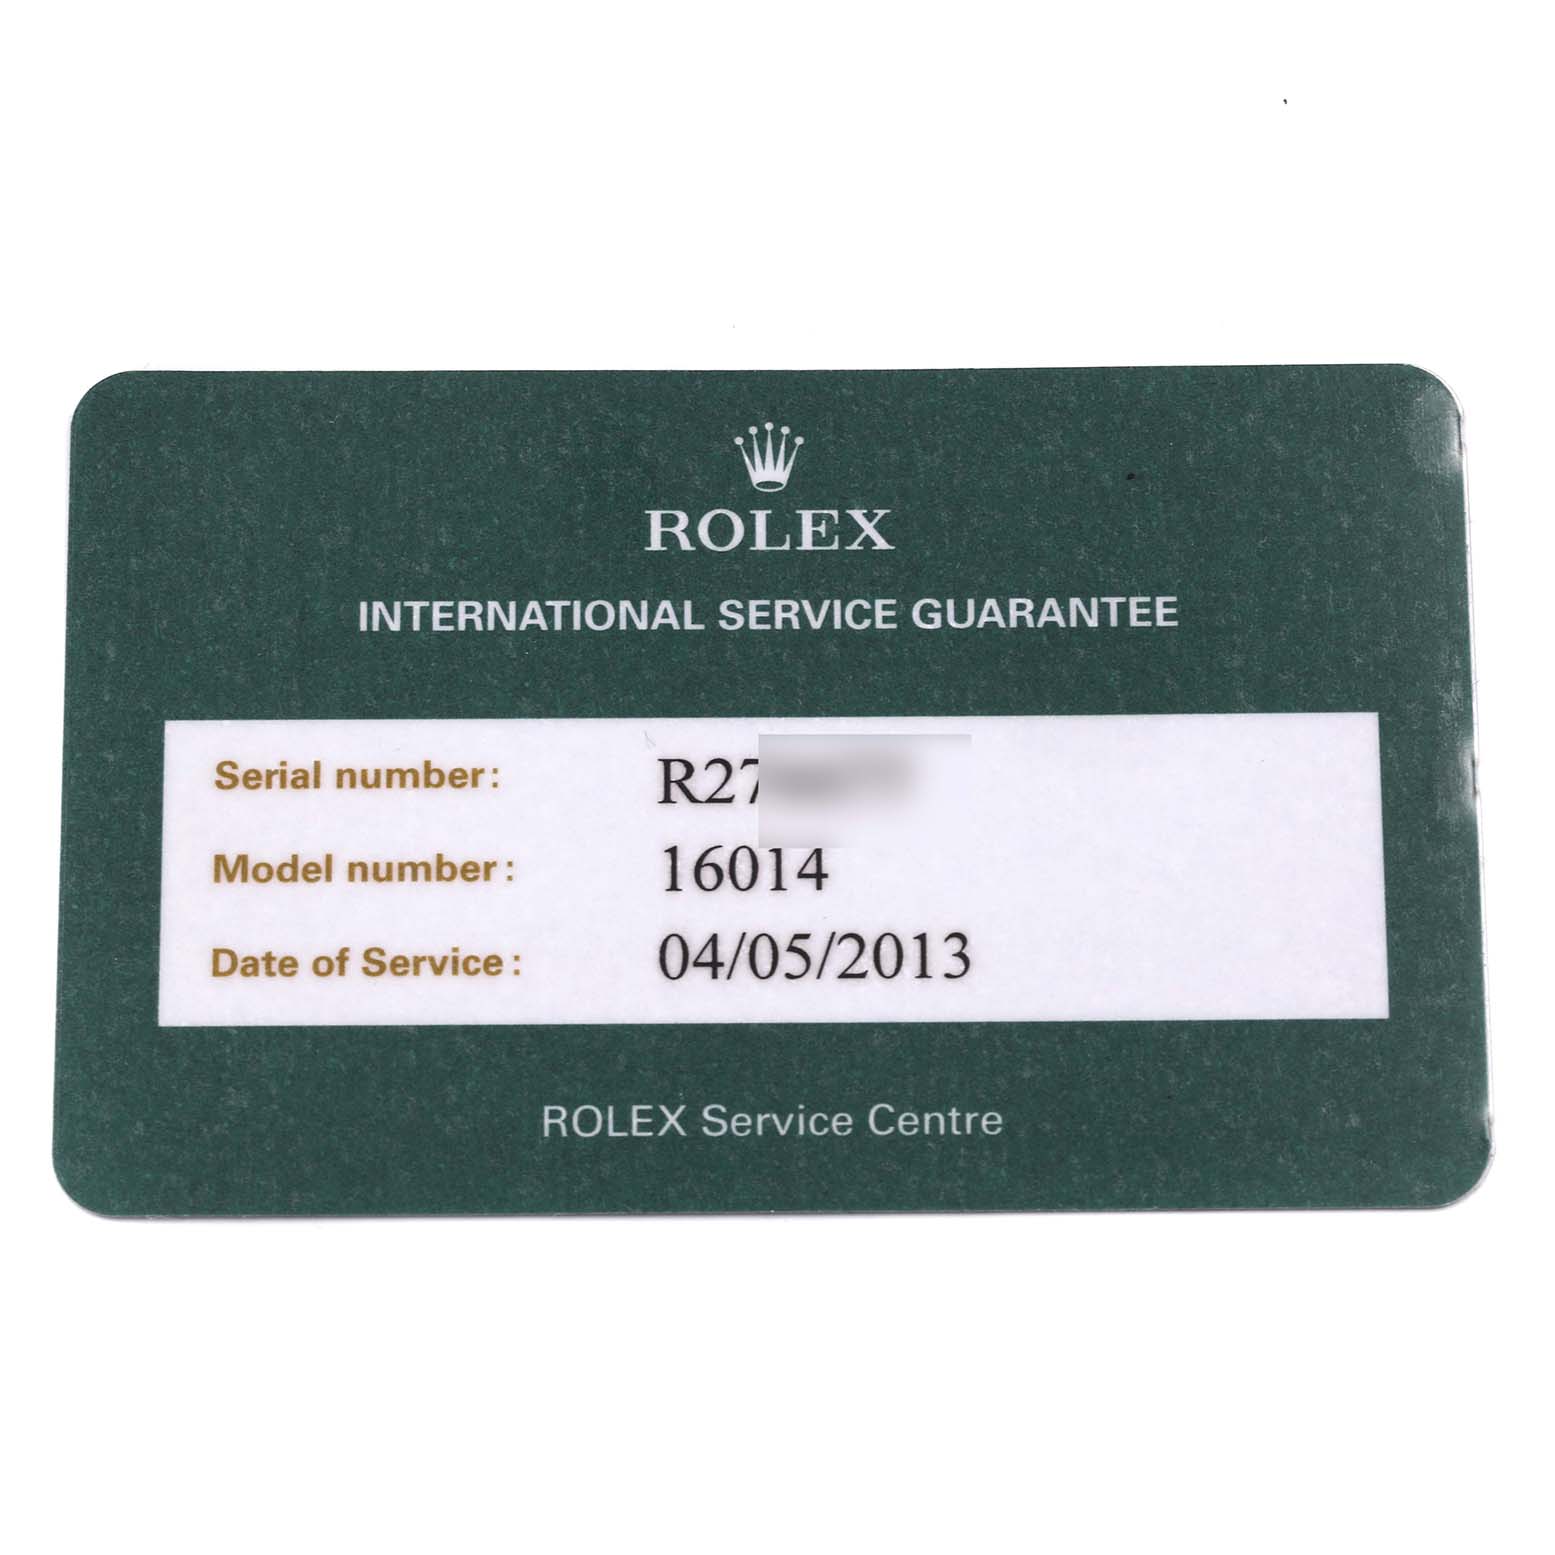 ROLEX
INTERNATIONAL SERVICE GUARANTEE
Serial number: R27
Model number: 16014
Date of Service: 04/05/2013
ROLEX Service Centre